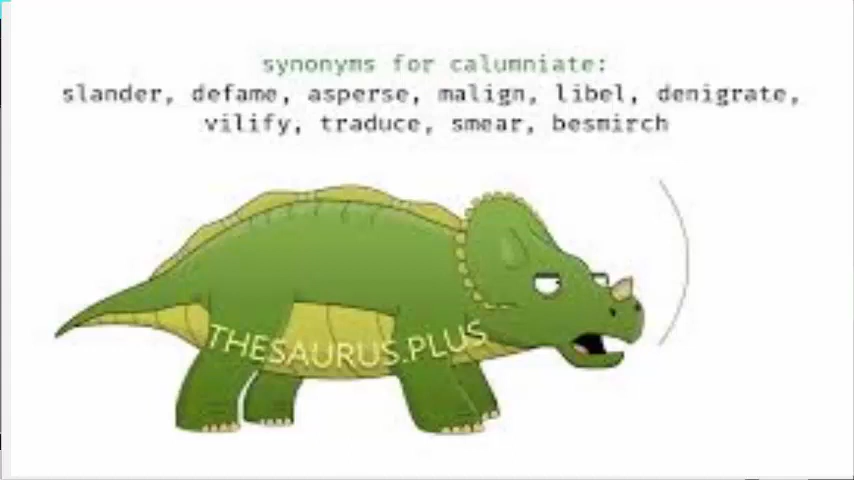 synonyms for calumniate:
slander, defame, asperse, malign, libel, denigrate,
vilify, traduce, smear, besmirch
THESAURUS.PLUS